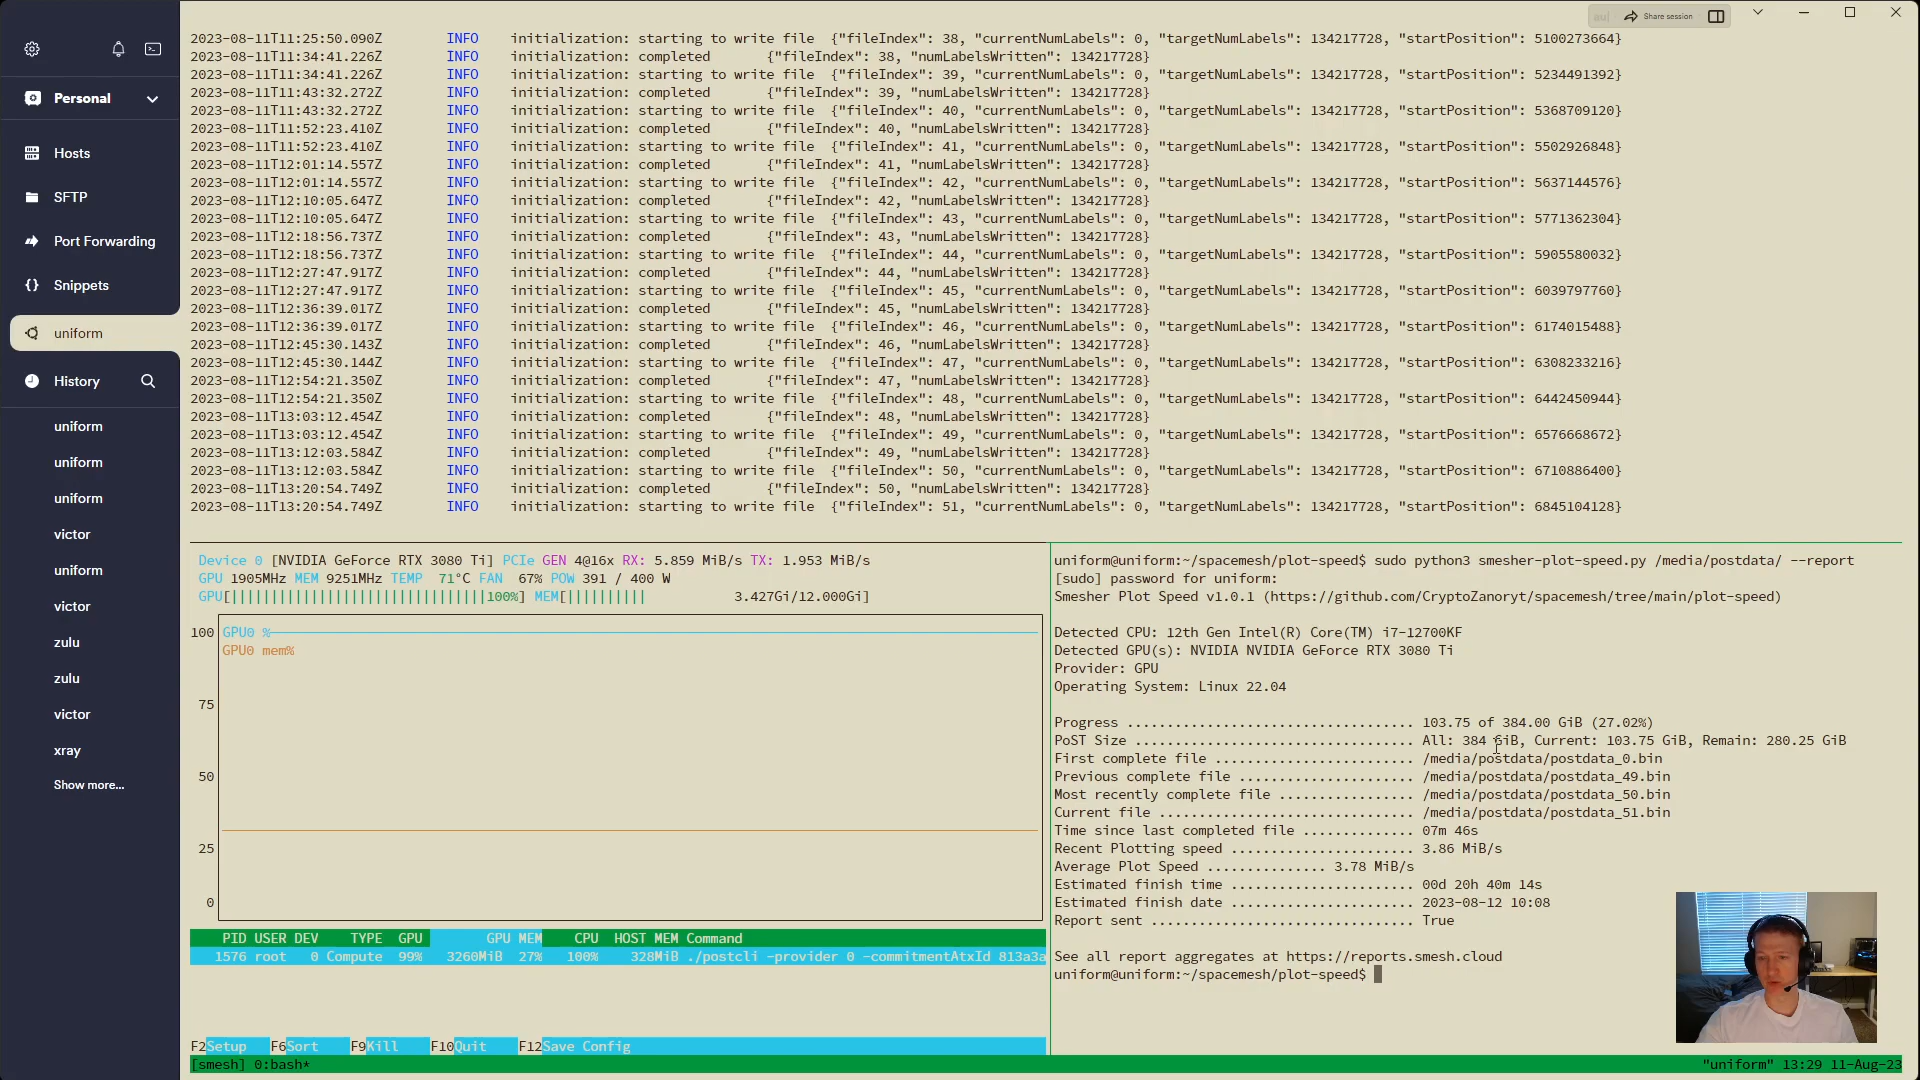 Share session
Personal
Hosts
SFTP
Port Forwarding
Snippets
uniform
History
uniform
uniform
uniform
victor
uniform
victor
zulu
zulu
victor
xray
Show more...
2023-08-11T11:25:50.090Z INFO initialization: starting to write file {"fileIndex": 38, "currentNumLabels": 0, "targetNumLabels": 134217728, "startPosition": 5100273664}
2023-08-11T11:34:41.226Z INFO initialization: completed {"fileIndex": 38, "numLabelsWritten": 134217728}
2023-08-11T11:34:41.226Z INFO initialization: starting to write file {"fileIndex": 39, "currentNumLabels": 0, "targetNumLabels": 134217728, "startPosition": 5234491392}
2023-08-11T11:43:32.272Z INFO initialization: completed {"fileIndex": 39, "numLabelsWritten": 134217728}
2023-08-11T11:43:32.272Z INFO initialization: starting to write file {"fileIndex": 40, "currentNumLabels": 0, "targetNumLabels": 134217728, "startPosition": 5368709120}
2023-08-11T11:52:23.410Z INFO initialization: completed {"fileIndex": 40, "numLabelsWritten": 134217728}
2023-08-11T11:52:23.410Z INFO initialization: starting to write file {"fileIndex": 41, "currentNumLabels": 0, "targetNumLabels": 134217728, "startPosition": 5502926848}
2023-08-11T12:01:14.557Z INFO initialization: completed {"fileIndex": 41, "numLabelsWritten": 134217728}
2023-08-11T12:01:14.557Z INFO initialization: starting to write file {"fileIndex": 42, "currentNumLabels": 0, "targetNumLabels": 134217728, "startPosition": 5637144576}
2023-08-11T12:10:05.647Z INFO initialization: completed {"fileIndex": 42, "numLabelsWritten": 134217728}
2023-08-11T12:10:05.647Z INFO initialization: starting to write file {"fileIndex": 43, "currentNumLabels": 0, "targetNumLabels": 134217728, "startPosition": 5771362304}
2023-08-11T12:18:56.737Z INFO initialization: completed {"fileIndex": 43, "numLabelsWritten": 134217728}
2023-08-11T12:18:56.737Z INFO initialization: starting to write file {"fileIndex": 44, "currentNumLabels": 0, "targetNumLabels": 134217728, "startPosition": 5905580032}
2023-08-11T12:27:47.917Z INFO initialization: completed {"fileIndex": 44, "numLabelsWritten": 134217728}
2023-08-11T12:27:47.917Z INFO initialization: starting to write file {"fileIndex": 45, "currentNumLabels": 0, "targetNumLabels": 134217728, "startPosition": 6039797760}
2023-08-11T12:36:39.017Z INFO initialization: completed {"fileIndex": 45, "numLabelsWritten": 134217728}
2023-08-11T12:36:39.017Z INFO initialization: starting to write file {"fileIndex": 46, "currentNumLabels": 0, "targetNumLabels": 134217728, "startPosition": 6174015488}
2023-08-11T12:45:30.143Z INFO initialization: completed {"fileIndex": 46, "numLabelsWritten": 134217728}
2023-08-11T12:45:30.144Z INFO initialization: starting to write file {"fileIndex": 47, "currentNumLabels": 0, "targetNumLabels": 134217728, "startPosition": 6308233216}
2023-08-11T12:54:21.350Z INFO initialization: completed {"fileIndex": 47, "numLabelsWritten": 134217728}
2023-08-11T12:54:21.350Z INFO initialization: starting to write file {"fileIndex": 48, "currentNumLabels": 0, "targetNumLabels": 134217728, "startPosition": 6442450944}
2023-08-11T13:03:12.454Z INFO initialization: completed {"fileIndex": 48, "numLabelsWritten": 134217728}
2023-08-11T13:03:12.454Z INFO initialization: starting to write file {"fileIndex": 49, "currentNumLabels": 0, "targetNumLabels": 134217728, "startPosition": 6576668672}
2023-08-11T13:12:03.584Z INFO initialization: completed {"fileIndex": 49, "numLabelsWritten": 134217728}
2023-08-11T13:12:03.584Z INFO initialization: starting to write file {"fileIndex": 50, "currentNumLabels": 0, "targetNumLabels": 134217728, "startPosition": 6710886400}
2023-08-11T13:20:54.749Z INFO initialization: completed {"fileIndex": 50, "numLabelsWritten": 134217728}
2023-08-11T13:20:54.749Z INFO initialization: starting to write file {"fileIndex": 51, "currentNumLabels": 0, "targetNumLabels": 134217728, "startPosition": 6845104128}
Device 0 [NVIDIA GeForce RTX 3080 Ti] PCIe GEN 4@16x RX: 5.859 MiB/s TX: 1.953 MiB/s
GPU 1905MHz MEM 9251MHz TEMP 71°C FAN 67% POW 391 / 400 W
GPU[||||||||||||||||||||||||||||||||100%] MEM[|||||||||| 3.427Gi/12.000Gi]
100 GPU0 %
GPU0 mem%
75
50
25
0
PID USER DEV TYPE GPU GPU MEM CPU HOST MEM Command
1576 root 0 Compute 99% 3260MiB 27% 100% 328MiB ./postcli -provider 0 -commitmentAtxId 813a3a
F2Setup F6Sort F9Kill F10Quit F12Save Config
uniform@uniform:~/spacemesh/plot-speed$ sudo python3 smesher-plot-speed.py /media/postdata/ --report
[sudo] password for uniform:
Smesher Plot Speed v1.0.1 (https://github.com/CryptoZanoryt/spacemesh/tree/main/plot-speed)
Detected CPU: 12th Gen Intel(R) Core(TM) i7-12700KF
Detected GPU(s): NVIDIA NVIDIA GeForce RTX 3080 Ti
Provider: GPU
Operating System: Linux 22.04
Progress .................................... 103.75 of 384.00 GiB (27.02%)
PoST Size ................................... All: 384 GiB, Current: 103.75 GiB, Remain: 280.25 GiB
First complete file ......................... /media/postdata/postdata_0.bin
Previous complete file ...................... /media/postdata/postdata_49.bin
Most recently complete file ................. /media/postdata/postdata_50.bin
Current file ................................ /media/postdata/postdata_51.bin
Time since last completed file .............. 07m 46s
Recent Plotting speed ....................... 3.86 MiB/s
Average Plot Speed ............... 3.78 MiB/s
Estimated finish time ....................... 00d 20h 40m 14s
Estimated finish date ....................... 2023-08-12 10:08
Report sent ................................. True
See all report aggregates at https://reports.smesh.cloud
uniform@uniform:~/spacemesh/plot-speed$
[smesh] 0:bash* "uniform" 13:29 11-Aug-23